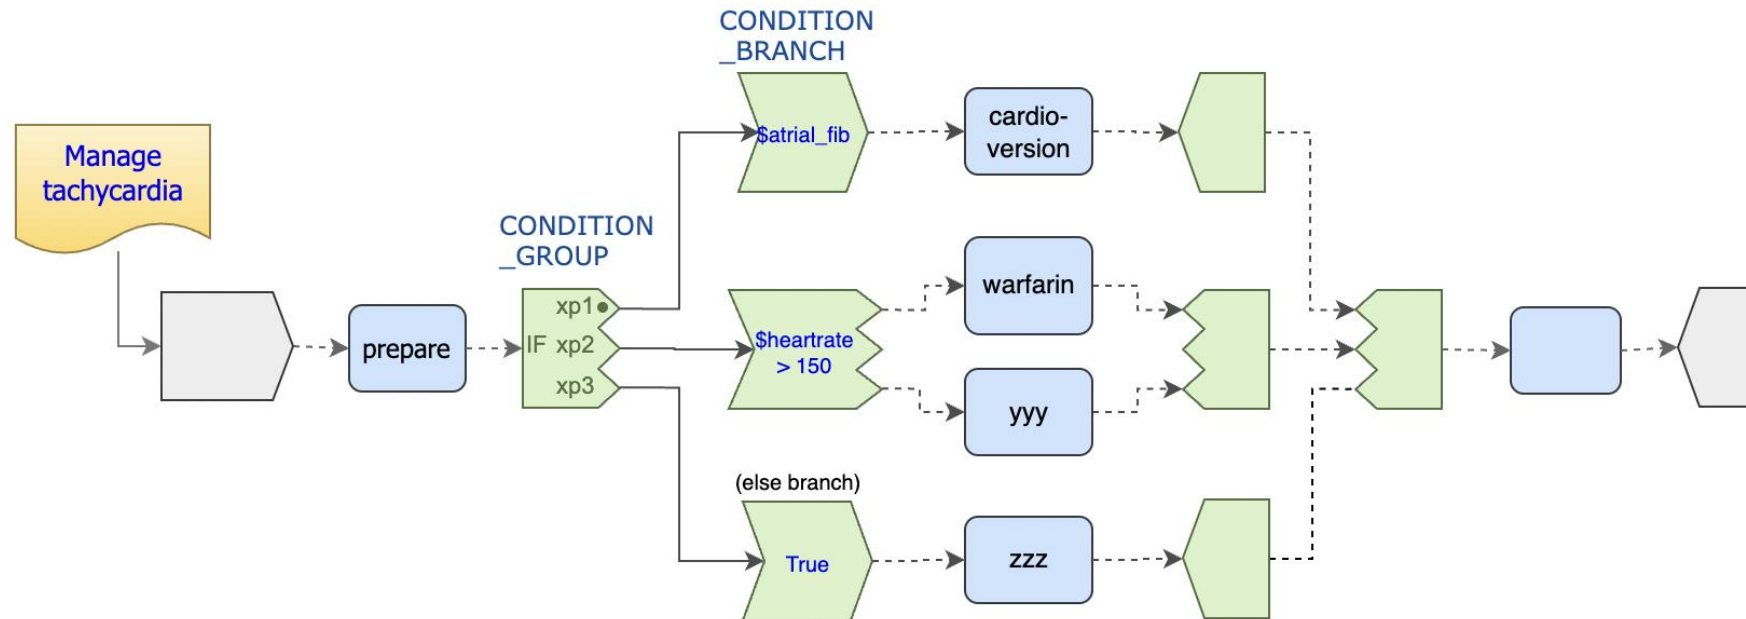 CONDITION
_BRANCH
$atrial_fib
cardio-
version
Manage
tachycardia
CONDITION
_GROUP
prepare
xp1
IF xp2
xp3
$heartrate
> 150
warfarin
yyy
(else branch)
True
zzz